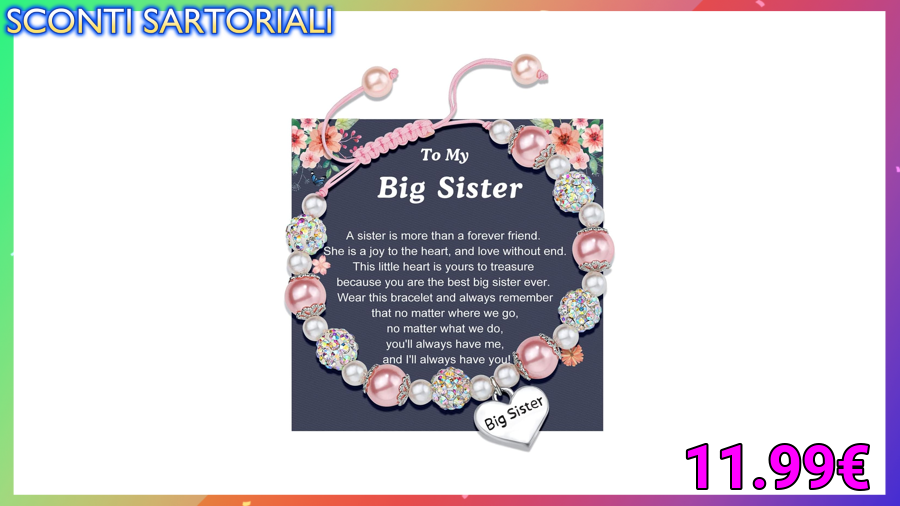 SCONTI SARTORIALI
To My
Big Sister
A sister is more than a forever friend.
She is a joy to the heart, and love without end.
This little heart is yours to treasure
because you are the best big sister ever.
Wear this bracelet and always remember
that no matter where we go,
no matter what we do,
you'll always have me,
and I'll always have you!
Big Sister
11.99€